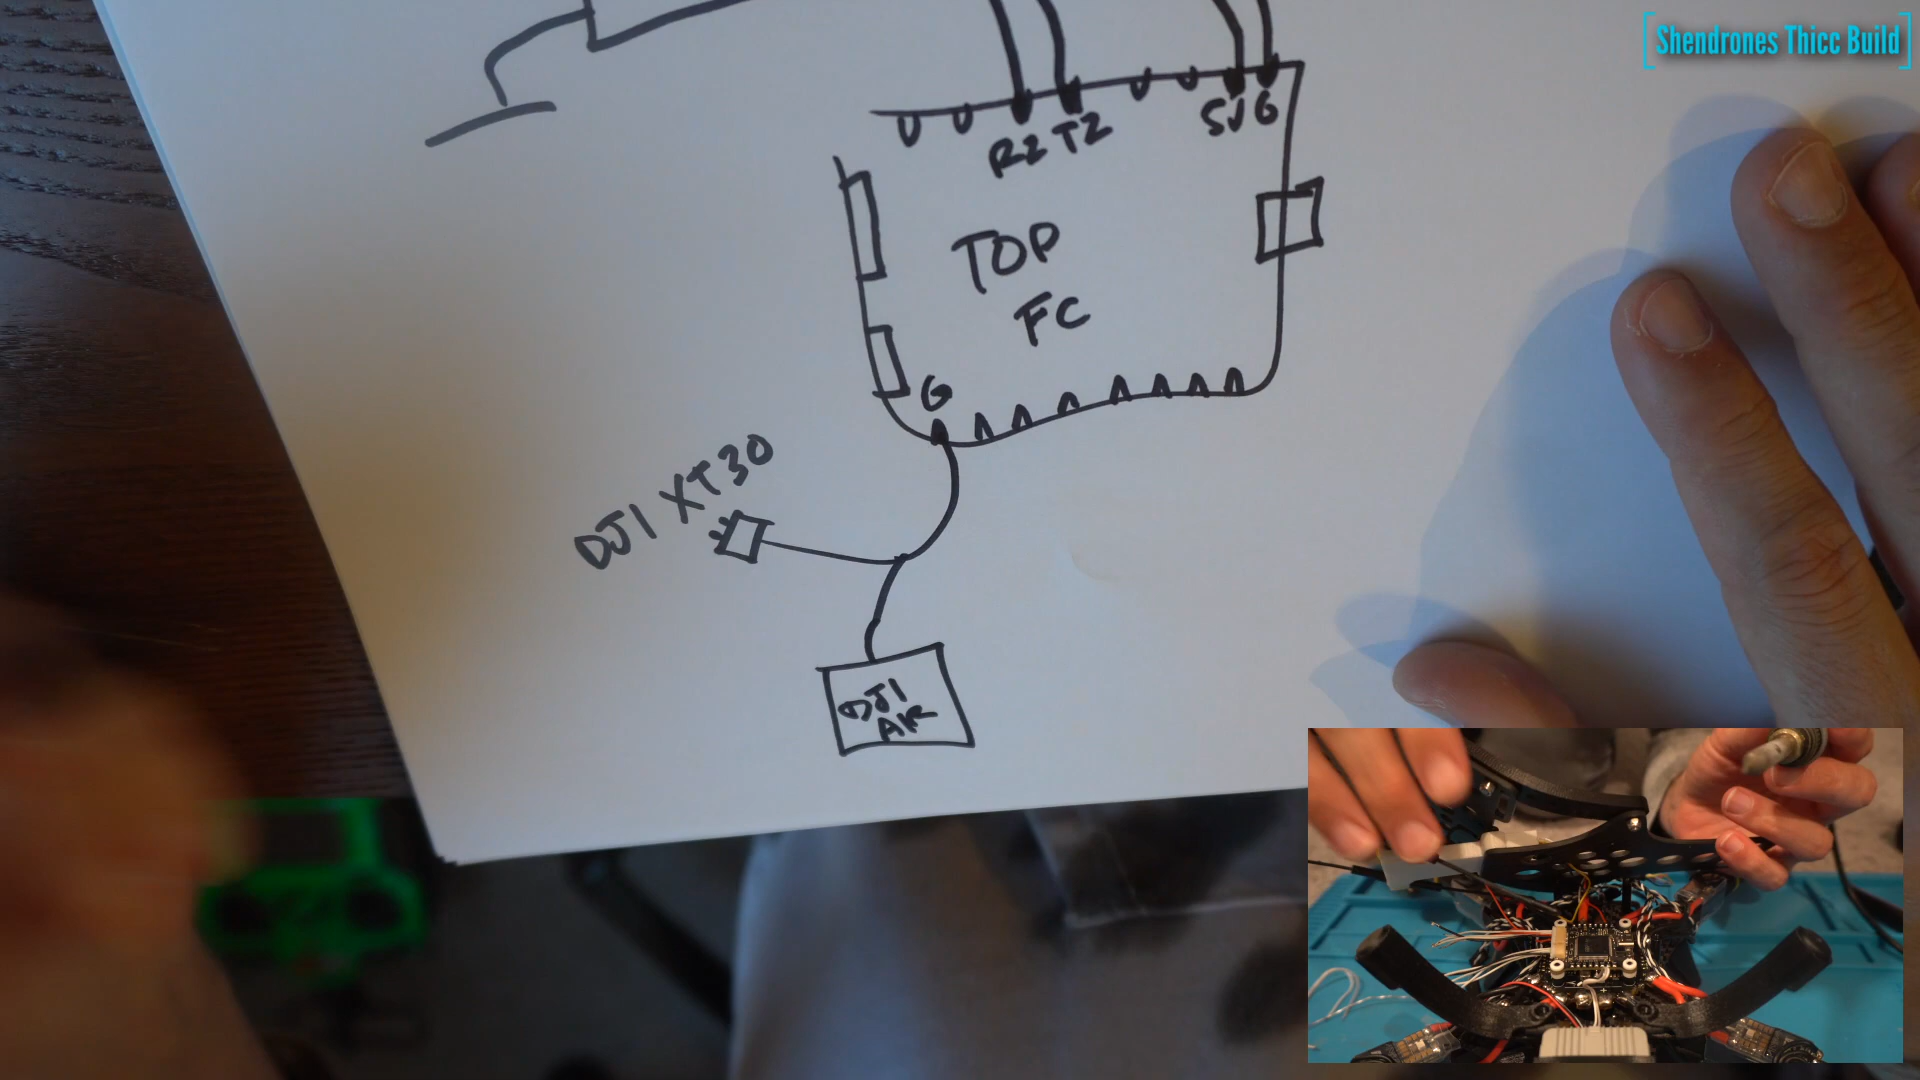 Shendrones Thicc Build
R2 T2
5V G
TOP
FC
G
DJI XT30
DJI
AIR